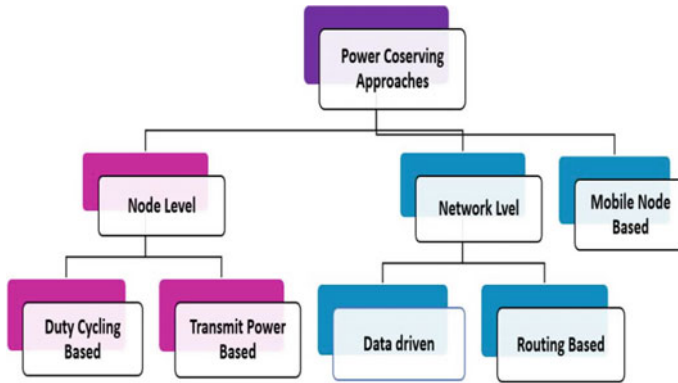 Power Coserving
Approaches
Node Level
Network Lvel
Mobile Node
Based
Duty Cycling
Based
Transmit Power
Based
Data driven
Routing Based